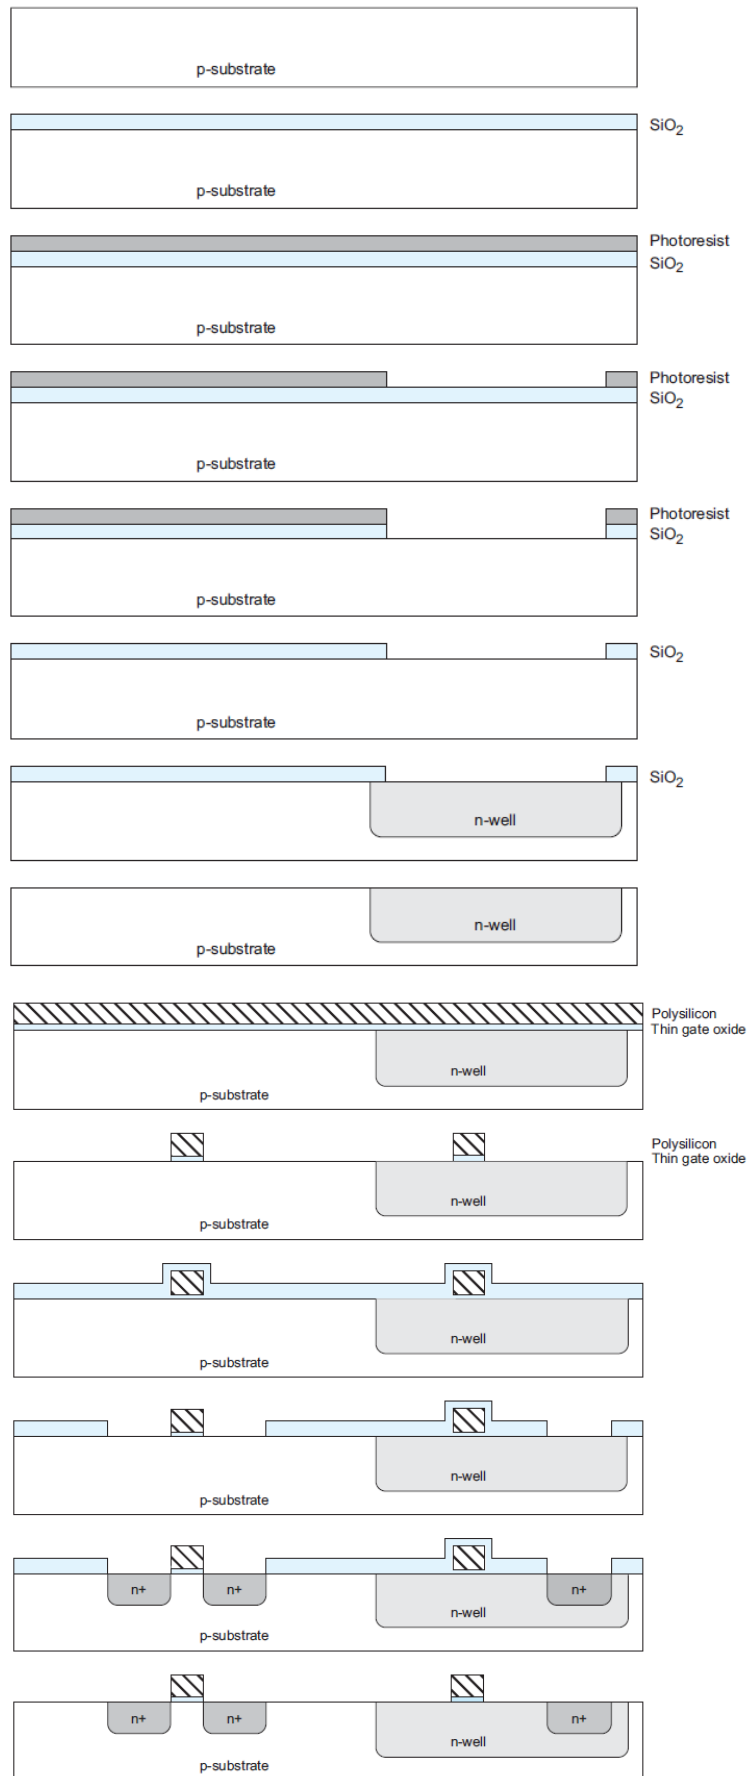 p-substrate
SiO2
p-substrate
Photoresist
SiO2
p-substrate
Photoresist
SiO2
p-substrate
Photoresist
SiO2
p-substrate
SiO2
p-substrate
SiO2
n-well
n-well
p-substrate
Polysilicon
Thin gate oxide
n-well
p-substrate
Polysilicon
Thin gate oxide
n-well
p-substrate
n-well
p-substrate
n-well
p-substrate
n+ n+ n+
n-well
p-substrate
n+ n+ n+
n-well
p-substrate